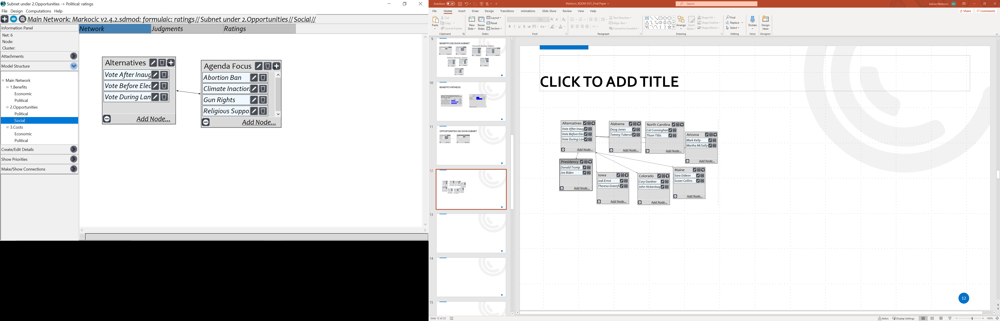 Subnet under 2.Opportunities -> Political: ratings
File Design Computations Help
Main Network: Markocic v2.4.2.sdmod: formulaic: ratings// Subnet under 2.Opportunities// Social//
Information Panel
Net: 6
Node:
Cluster:
Attachments
Model Structure
Main Network
1.Benefits
Economic
Political
2.Opportunities
Political
Social
3.Costs
Economic
Political
Create/Edit Details
Show Priorities
Make/Show Connections
Network Judgments Ratings
Alternatives
Vote After Inaug
Vote Before Elec
Vote During Lan
Add Node...
Agenda Focus
Abortion Ban
Climate Inaction
Gun Rights
Religious Suppo
Add Node...
AutoSave Off
Markocic_BQOM 2521_Final Paper
Search
Adrian Markocic AM
File Home Insert Draw Design Transitions Animations Slide Show Review View Help
Share Comments
Paste
Cut
Copy
Format Painter
Clipboard
New Slides
Reuse Slides
Layout
Reset
Section
Slides
Font
Text Direction
Align Text
Convert to SmartArt
Paragraph
Arrange
Quick Styles
Shape Fill
Shape Outline
Shape Effects
Drawing
Find
Replace
Select
Editing
Dictate
Voice
Design Ideas
Designer
9
BENEFITS DECISION SUBNET
Economic Decision Subnet
Political Decision Subnet
10
BENEFITS YNTHESIS
11
OPPORTUNITIES DECISION SUBNET
12
13
14
15
CLICK TO ADD TITLE
Alternatives
Vote After Inaug
Vote Before Elec
Vote During Lan
Add Node...
Alabama
Doug Jones
Tommy Tubervil
Add Node...
North Carolina
Cal Cunningham
Thom Tillis
Add Node...
Arizona
Mark Kelly
Martha McSally
Add Node...
Presidency
Donald Trump
Joe Biden
Add Node...
Iowa
Jodi Ernst
Theresa Greenfi
Add Node...
Colorado
Cory Gardner
John Hickenloop
Add Node...
Maine
Sara Gideon
Susan Collins
Add Node...
12
Slide 12 of 23
Notes Display Settings 165%